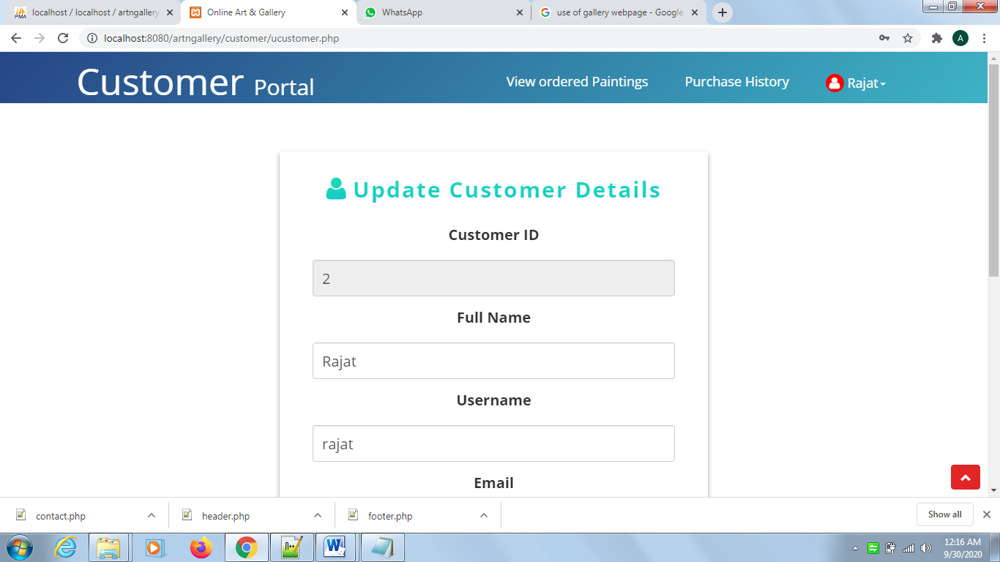 localhost / localhost / artngallery
Online Art & Gallery
WhatsApp
use of gallery webpage - Google
localhost:8080/artngallery/customer/ucustomer.php
A
Customer Portal
View ordered Paintings
Purchase History
Rajat
Update Customer Details
Customer ID
2
Full Name
Rajat
Username
rajat
Email
contact.php
header.php
footer.php
Show all
12:16 AM
9/30/2020